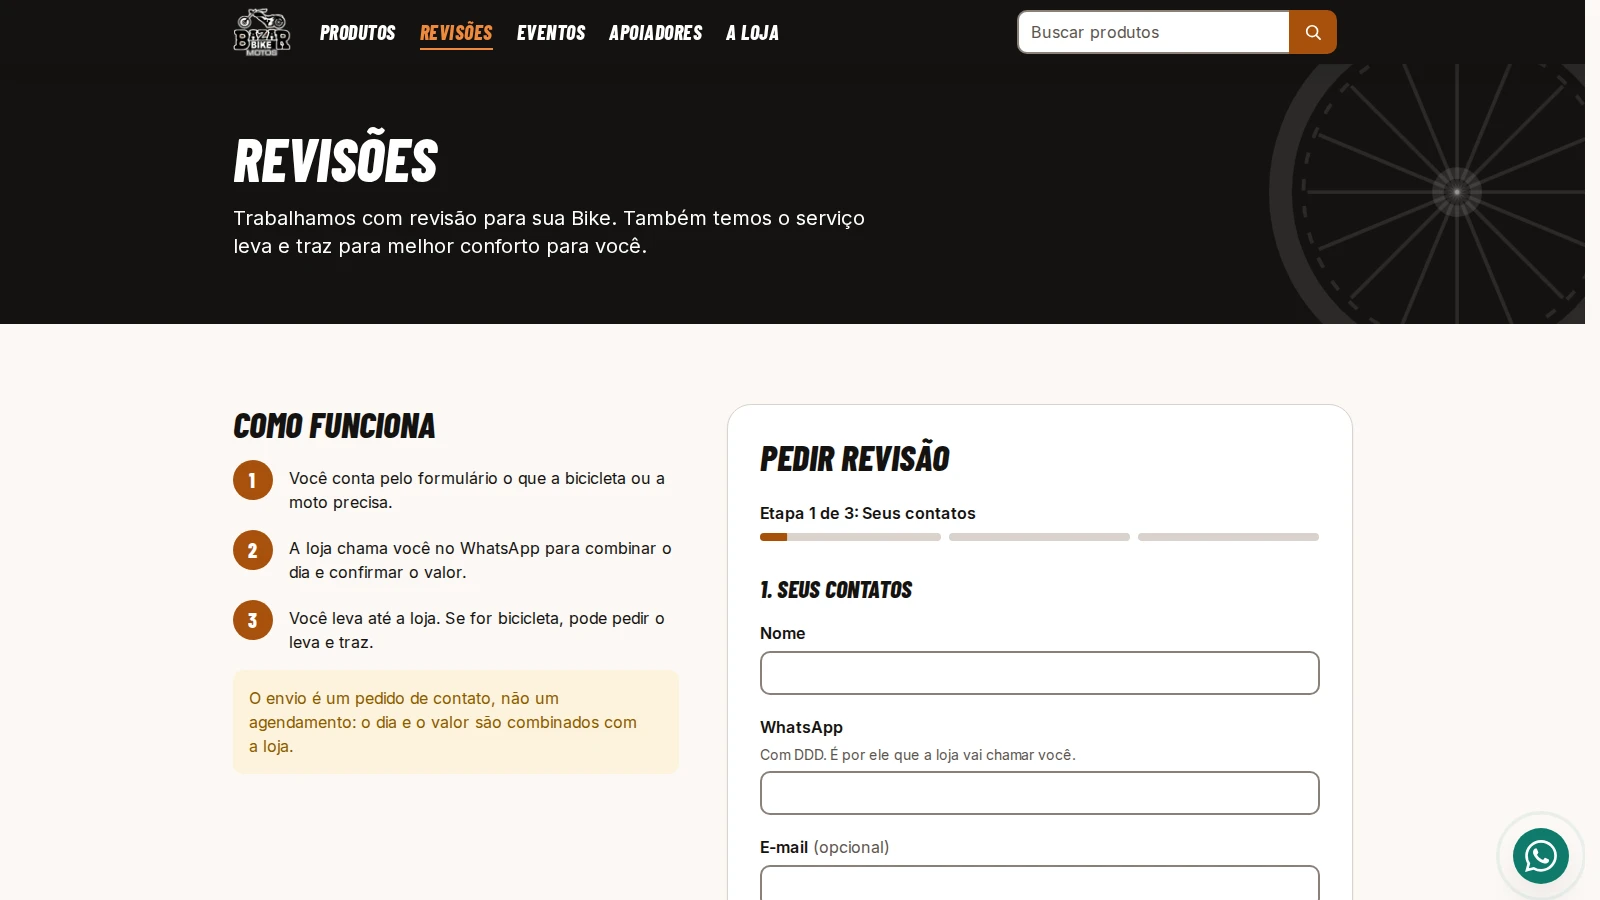 BAZAR
BIKE
MOTOS
PRODUTOS
REVISÕES
EVENTOS
APOIADORES
A LOJA
Buscar produtos
REVISÕES
Trabalhamos com revisão para sua Bike. Também temos o serviço
leva e traz para melhor conforto para você.
COMO FUNCIONA
1
Você conta pelo formulário o que a bicicleta ou a
moto precisa.
2
A loja chama você no WhatsApp para combinar o
dia e confirmar o valor.
3
Você leva até a loja. Se for bicicleta, pode pedir o
leva e traz.
O envio é um pedido de contato, não um
agendamento: o dia e o valor são combinados com
a loja.
PEDIR REVISÃO
Etapa 1 de 3: Seus contatos
1. SEUS CONTATOS
Nome
WhatsApp
Com DDD. É por ele que a loja vai chamar você.
E-mail (opcional)